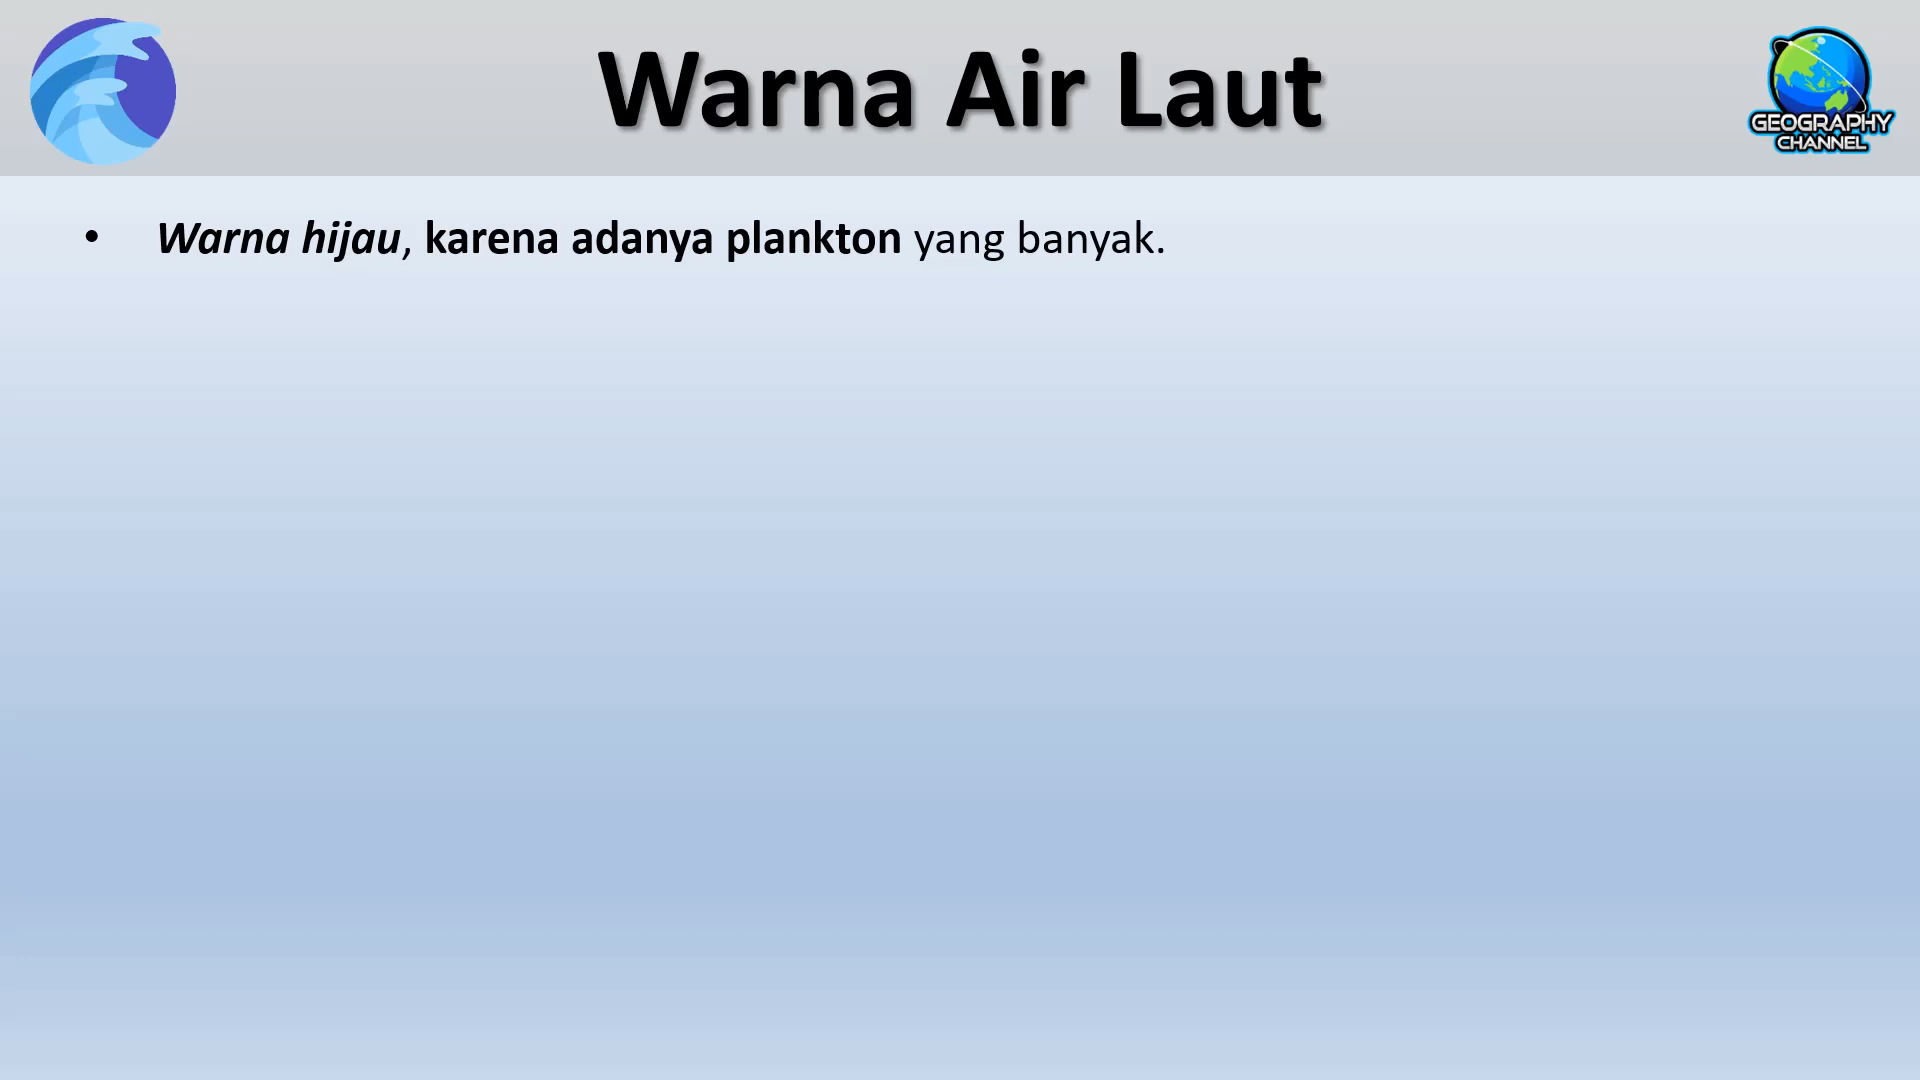 Warna Air Laut
GEOGRAPHY
CHANNEL
• Warna hijau, karena adanya plankton yang banyak.